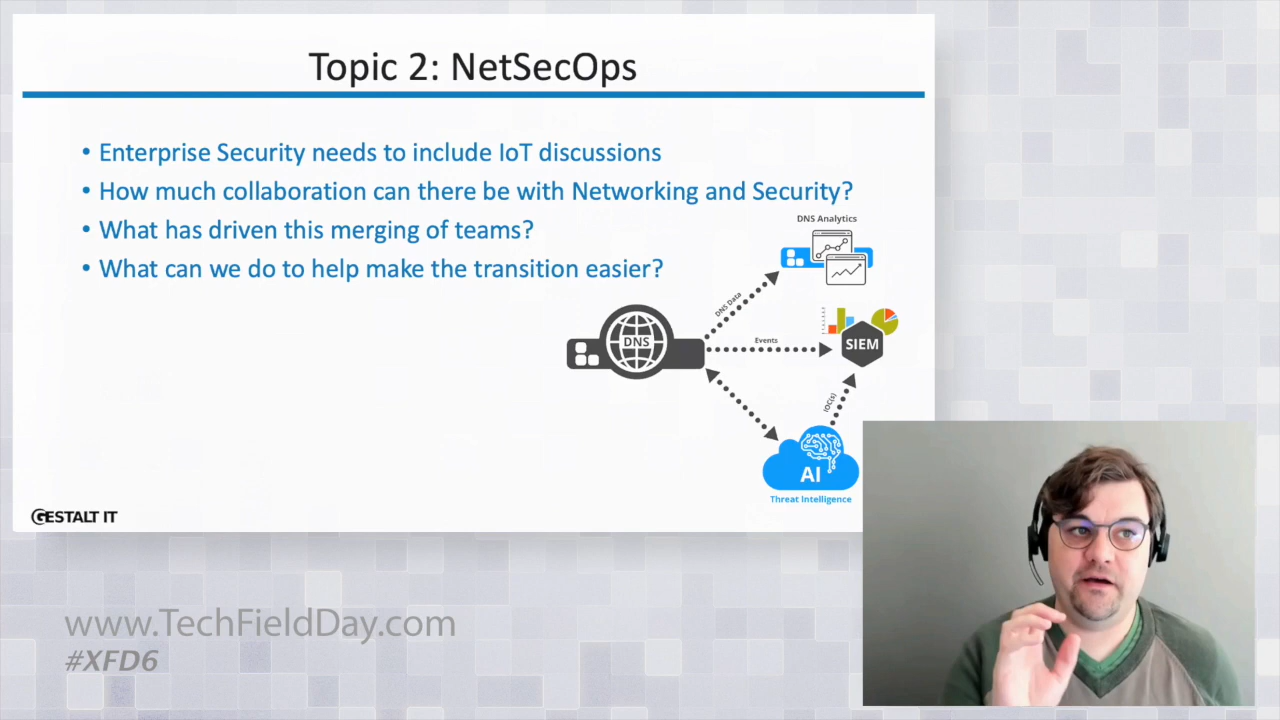 Topic 2: NetSecOps
• Enterprise Security needs to include IoT discussions
• How much collaboration can there be with Networking and Security?
• What has driven this merging of teams?
• What can we do to help make the transition easier?
DNS Analytics
DNS Data
DNS
Events
SIEM
IOC(s)
AI
Threat Intelligence
GESTALT IT
www.TechFieldDay.com
#XFD6